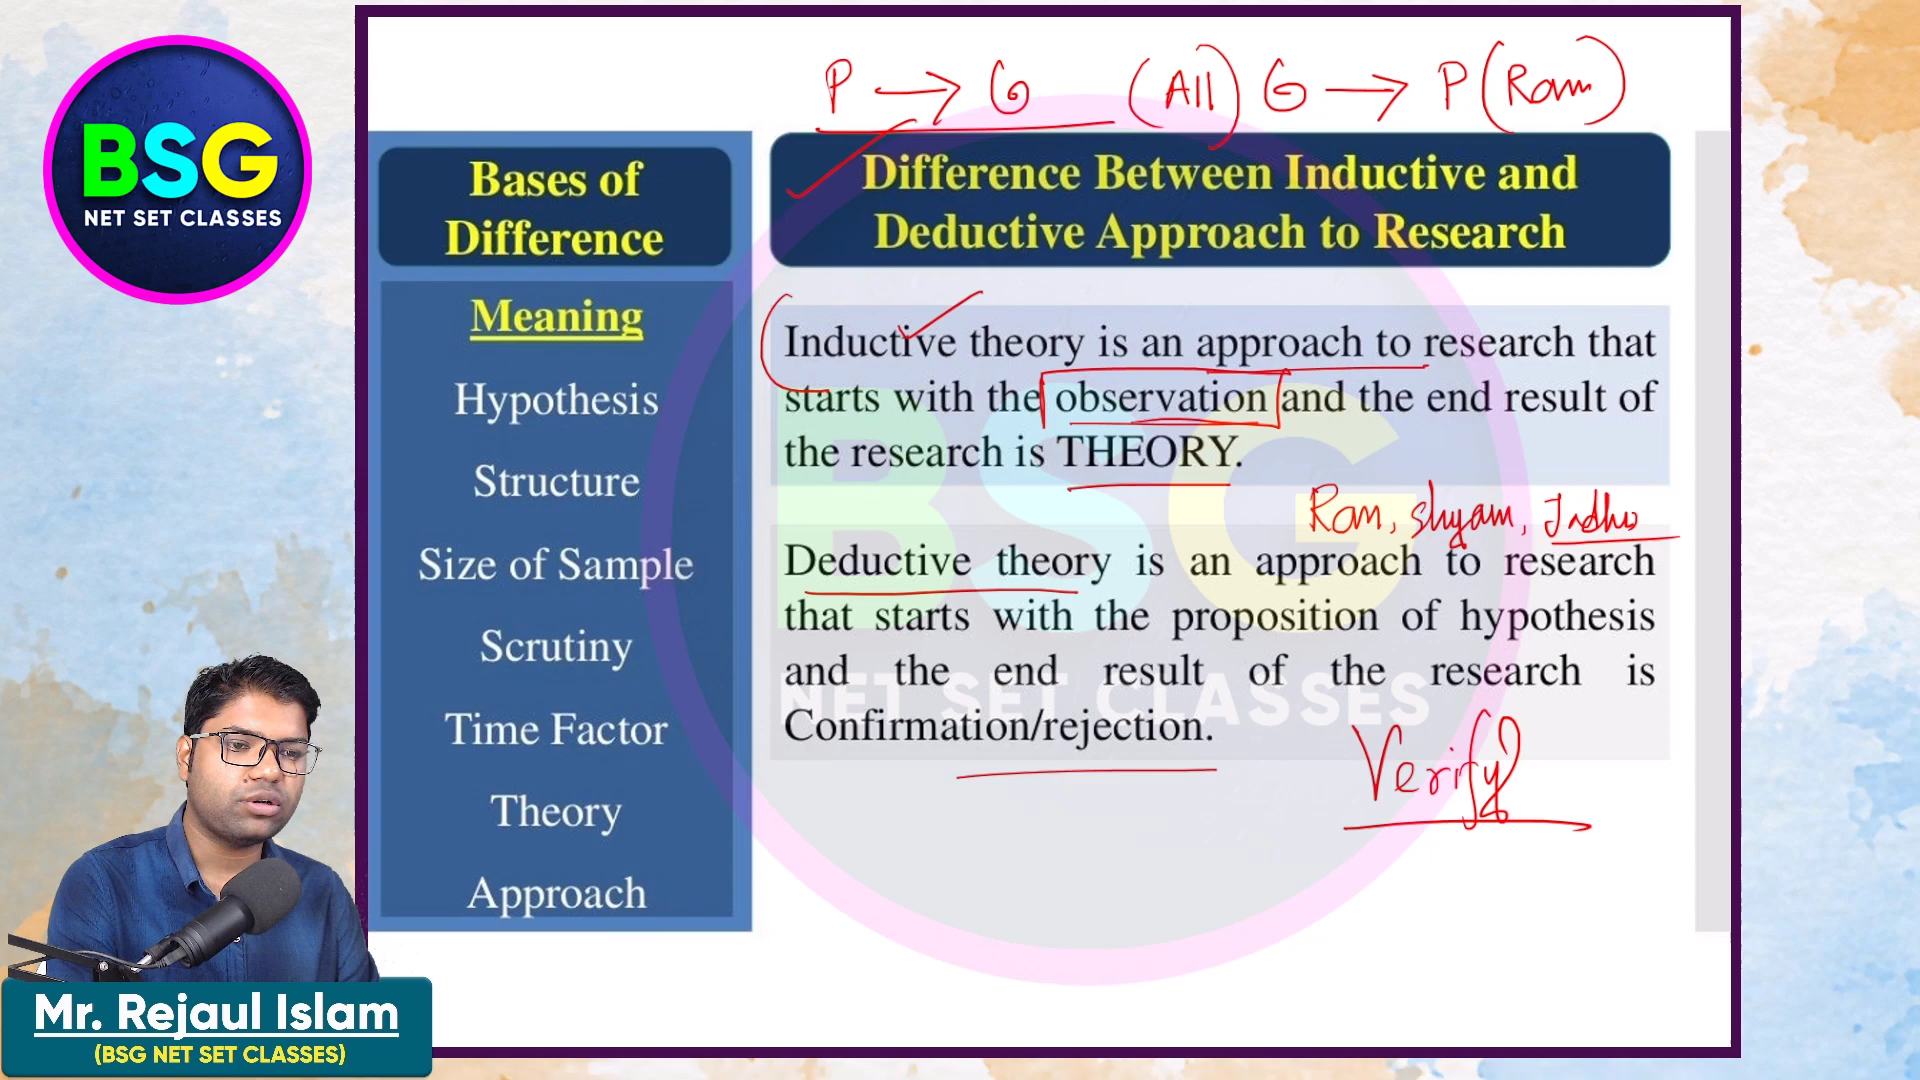 BSG
NET SET CLASSES
P → G (All) G → P (Ram)
Bases of
Difference
Difference Between Inductive and
Deductive Approach to Research
Meaning
Hypothesis
Structure
Size of Sample
Scrutiny
Time Factor
Theory
Approach
Inductive theory is an approach to research that
starts with the observation and the end result of
the research is THEORY.
Ram, Shyam,
Deductive theory is an approach to research
that starts with the proposition of hypothesis
and the end result of the research is
Confirmation/rejection.
Verify
BSG
NET SET CLASSES
Mr. Rejaul Islam
(BSG NET SET CLASSES)